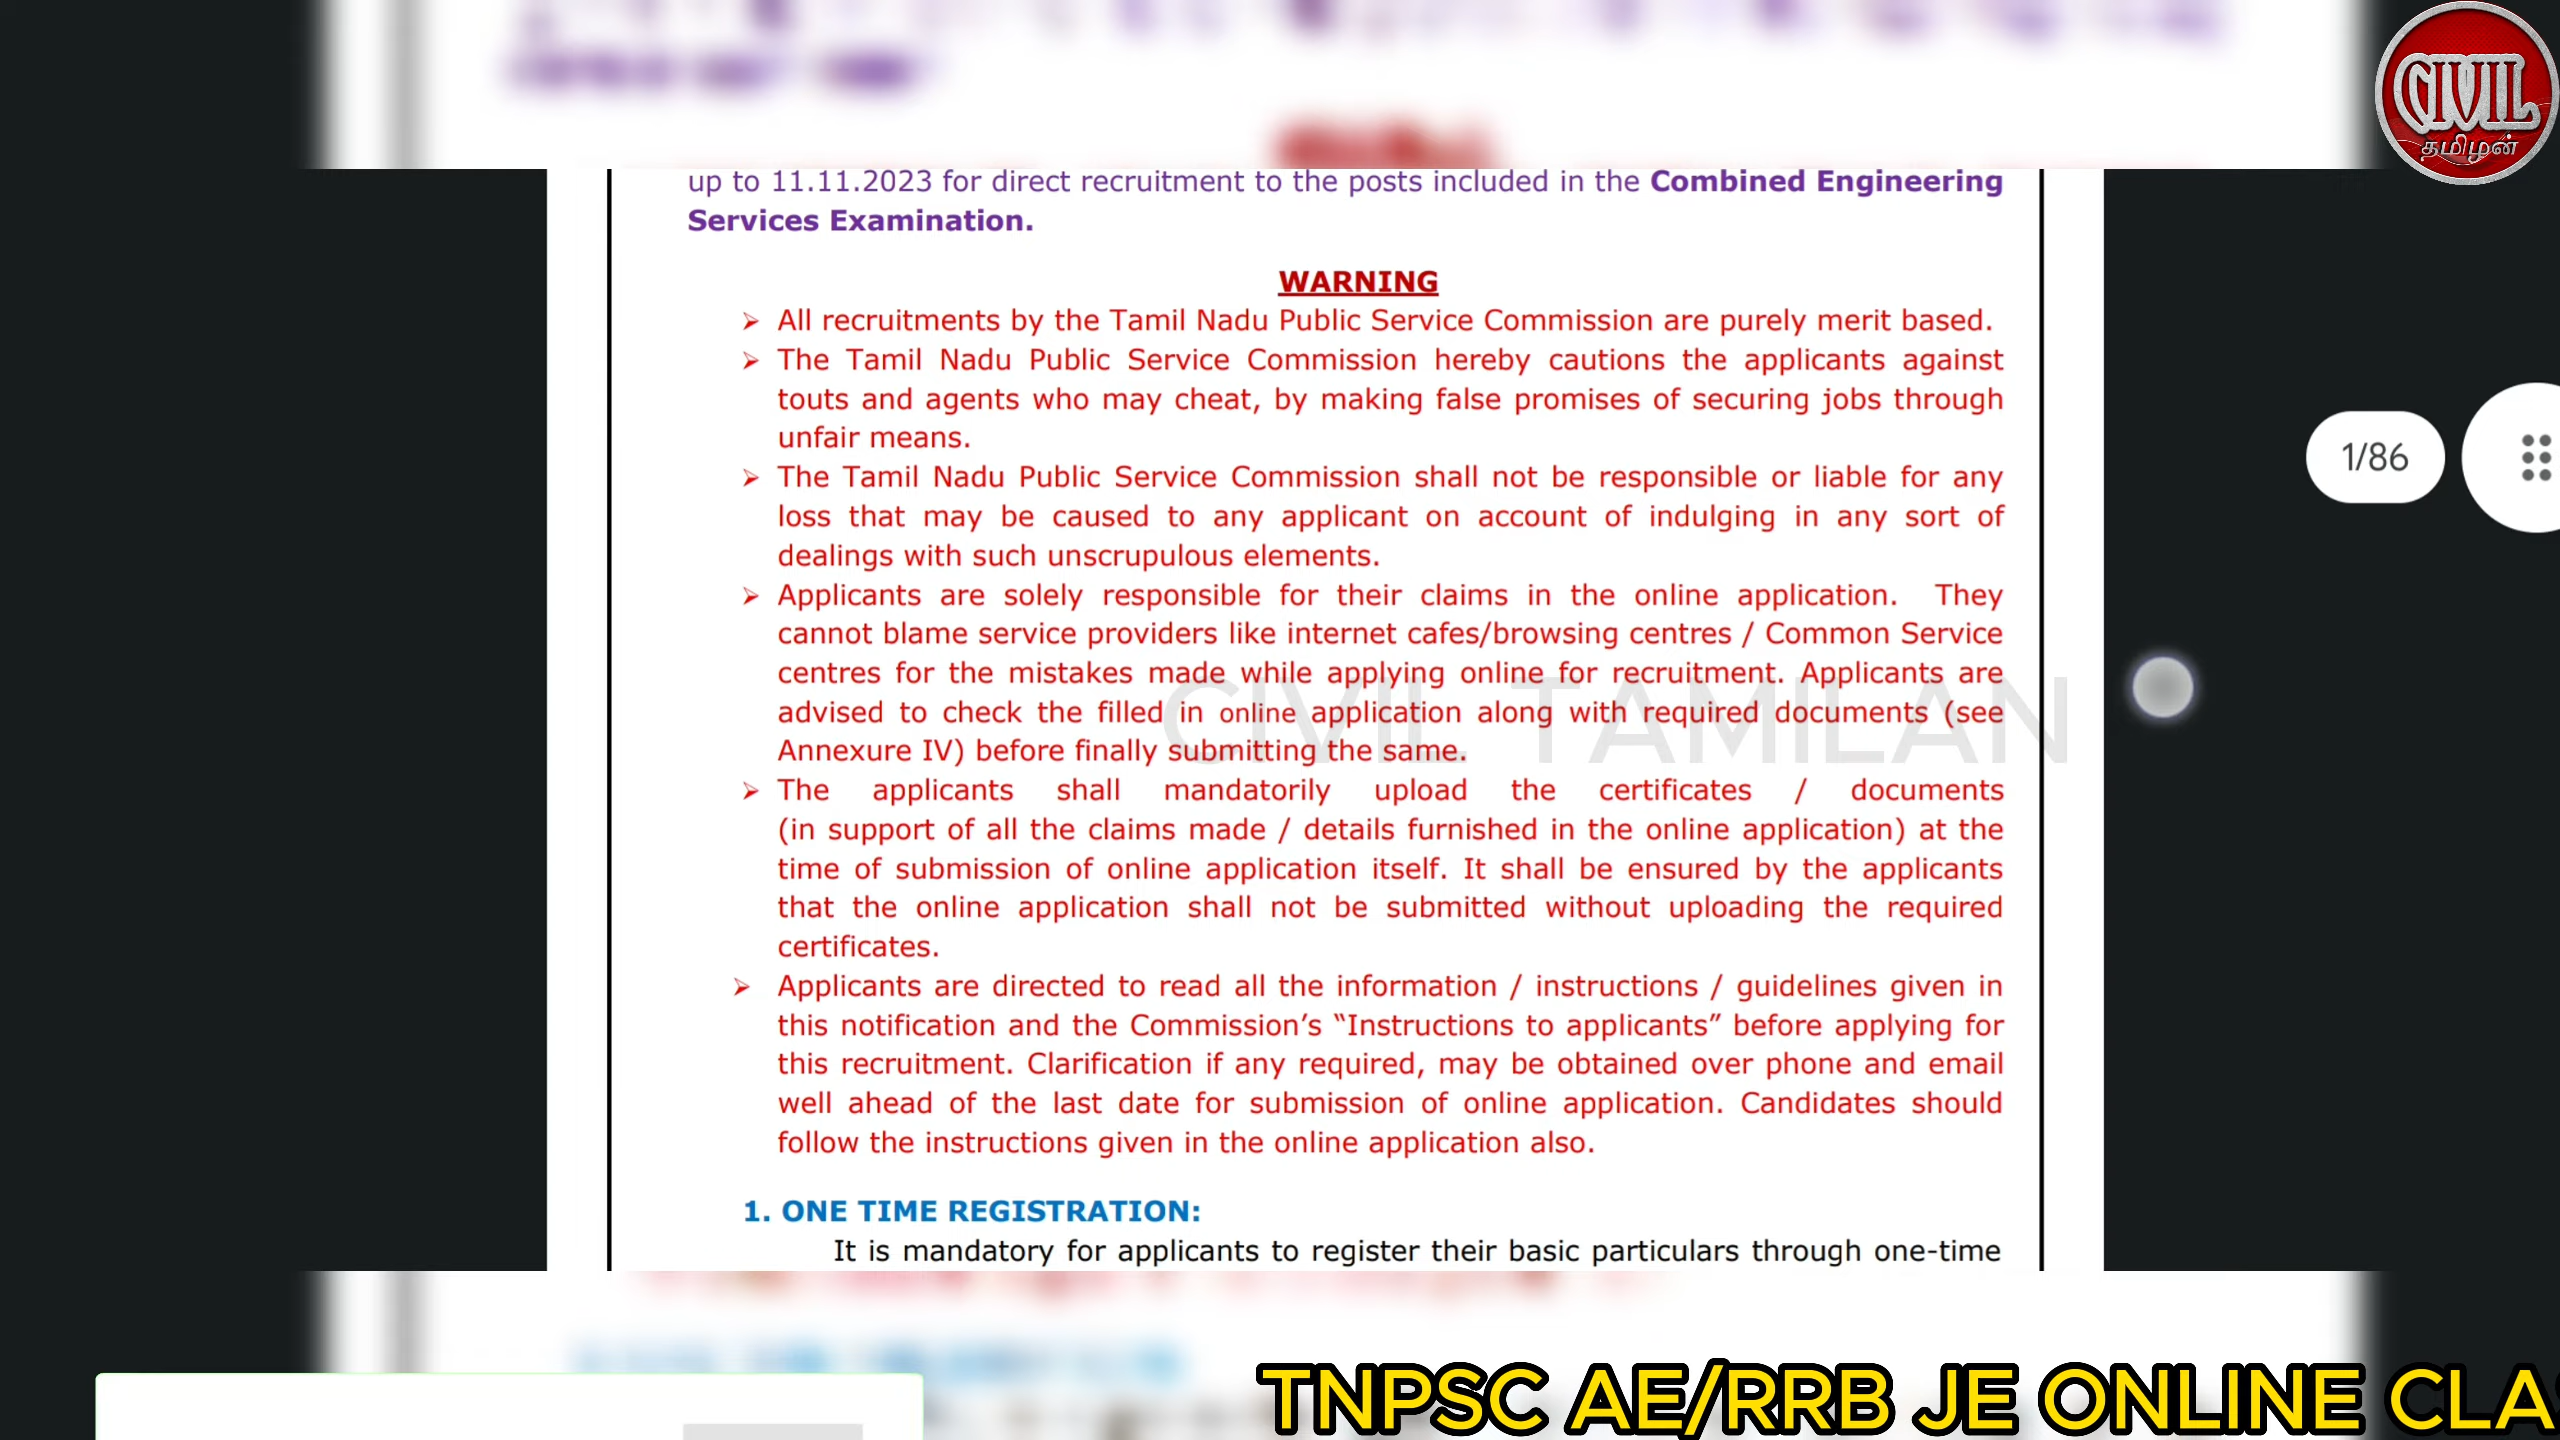 CIVIL
தமிழன்
up to 11.11.2023 for direct recruitment to the posts included in the Combined Engineering
Services Examination.
WARNING
➢ All recruitments by the Tamil Nadu Public Service Commission are purely merit based.
➢ The Tamil Nadu Public Service Commission hereby cautions the applicants against
touts and agents who may cheat, by making false promises of securing jobs through
unfair means.
➢ The Tamil Nadu Public Service Commission shall not be responsible or liable for any
loss that may be caused to any applicant on account of indulging in any sort of
dealings with such unscrupulous elements.
➢ Applicants are solely responsible for their claims in the online application. They
cannot blame service providers like internet cafes/browsing centres / Common Service
centres for the mistakes made while applying online for recruitment. Applicants are
advised to check the filled in online application along with required documents (see
Annexure IV) before finally submitting the same.
➢ The applicants shall mandatorily upload the certificates / documents
(in support of all the claims made / details furnished in the online application) at the
time of submission of online application itself. It shall be ensured by the applicants
that the online application shall not be submitted without uploading the required
certificates.
➢ Applicants are directed to read all the information / instructions / guidelines given in
this notification and the Commission’s “Instructions to applicants” before applying for
this recruitment. Clarification if any required, may be obtained over phone and email
well ahead of the last date for submission of online application. Candidates should
follow the instructions given in the online application also.
1. ONE TIME REGISTRATION:
It is mandatory for applicants to register their basic particulars through one-time
1/86
CIVIL TAMILAN
TNPSC AE/RRB JE ONLINE CLAS